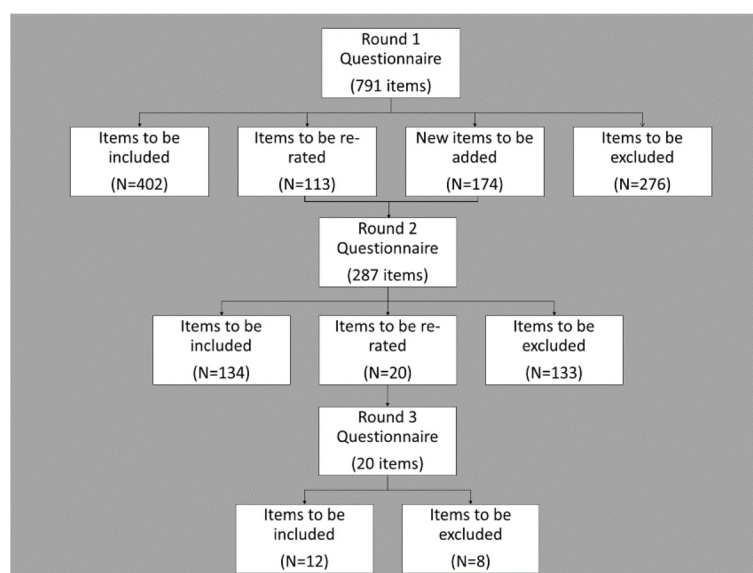 Round 1
Questionnaire
(791 items)
Items to be
included
(N=402)
Items to be re-
rated
(N=113)
New items to be
added
(N=174)
Items to be
excluded
(N=276)
Round 2
Questionnaire
(287 items)
Items to be
included
(N=134)
Items to be re-
rated
(N=20)
Items to be
excluded
(N=133)
Round 3
Questionnaire
(20 items)
Items to be
included
(N=12)
Items to be
excluded
(N=8)